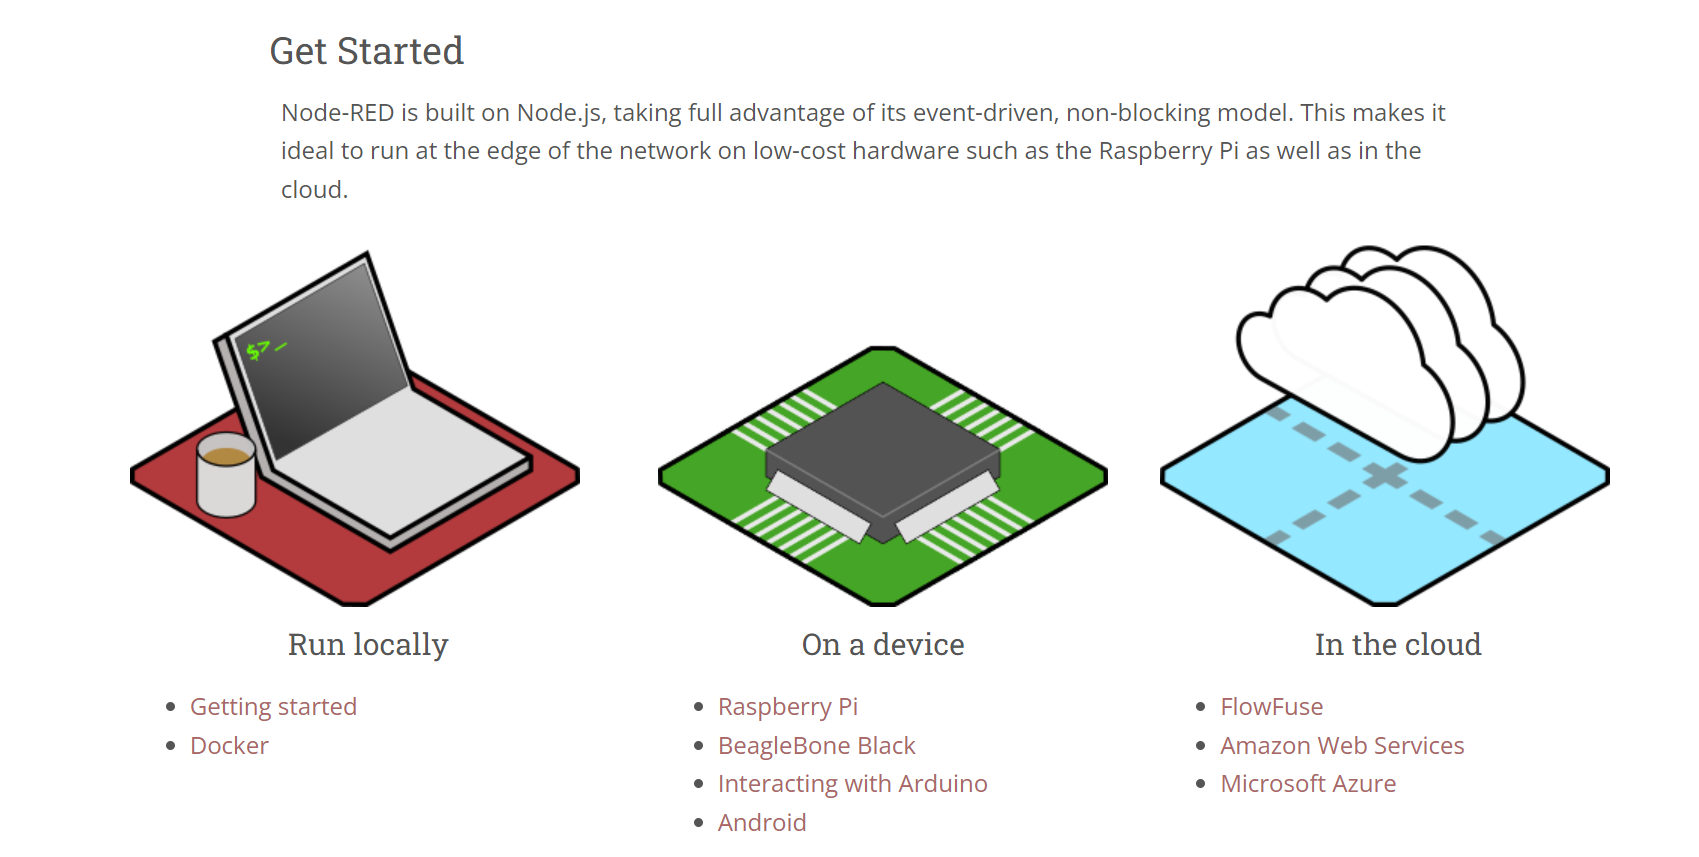 Get Started
Node-RED is built on Node.js, taking full advantage of its event-driven, non-blocking model. This makes it
ideal to run at the edge of the network on low-cost hardware such as the Raspberry Pi as well as in the
cloud.
$>_
Run locally
Getting started
Docker
On a device
Raspberry Pi
BeagleBone Black
Interacting with Arduino
Android
In the cloud
FlowFuse
Amazon Web Services
Microsoft Azure